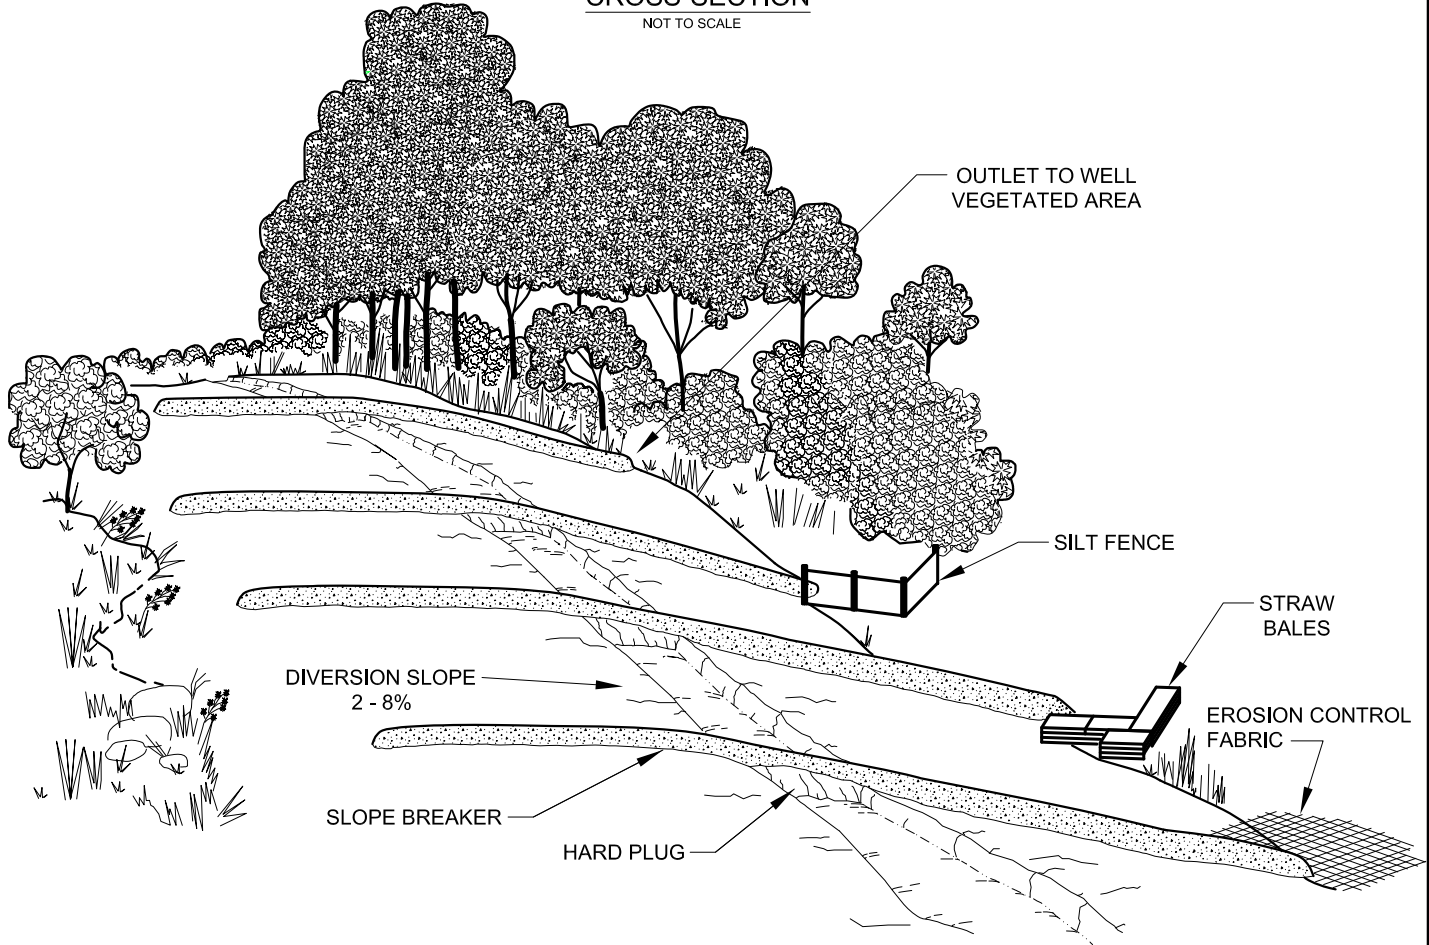 CROSS SECTION
NOT TO SCALE
OUTLET TO WELL
VEGETATED AREA
SILT FENCE
STRAW
BALES
DIVERSION SLOPE
2 - 8%
EROSION CONTROL
FABRIC
SLOPE BREAKER
HARD PLUG